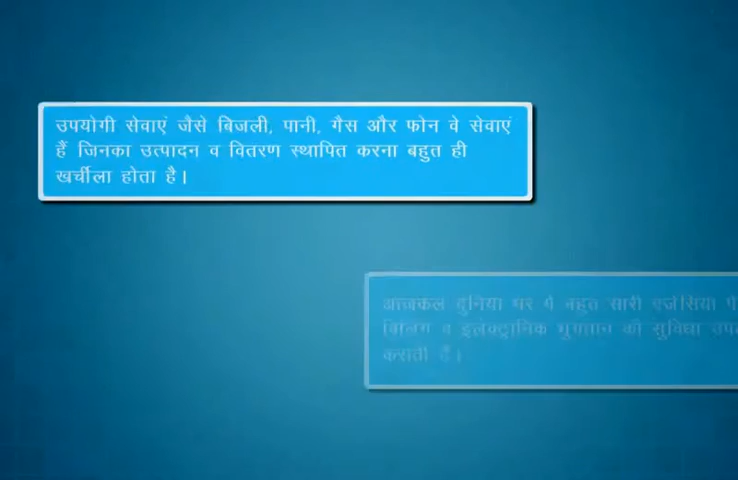 उपयोगी सेवाएं जैसे बिजली, पानी, गैस और फोन वे सेवाएं
हैं जिनका उत्पादन व वितरण स्थापित करना बहुत ही
खर्चीला होता है।
आजकल दुनिया भर में बहुत सारी एजेंसियां
बिलिंग व इलेक्ट्रानिक भुगतान की सुविधा
कराती हैं।